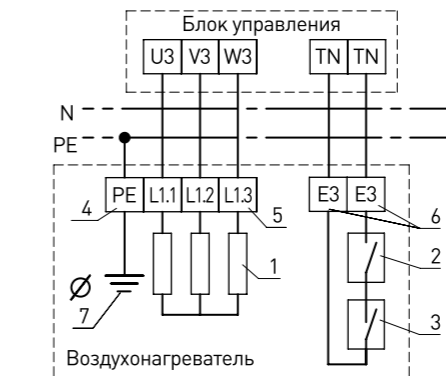 Блок управления
U3 V3 W3 TN TN
N
PE
PE L1.1 L1.2 L1.3 E3 E3
4 5 6
1 2
7 3
Воздухонагреватель